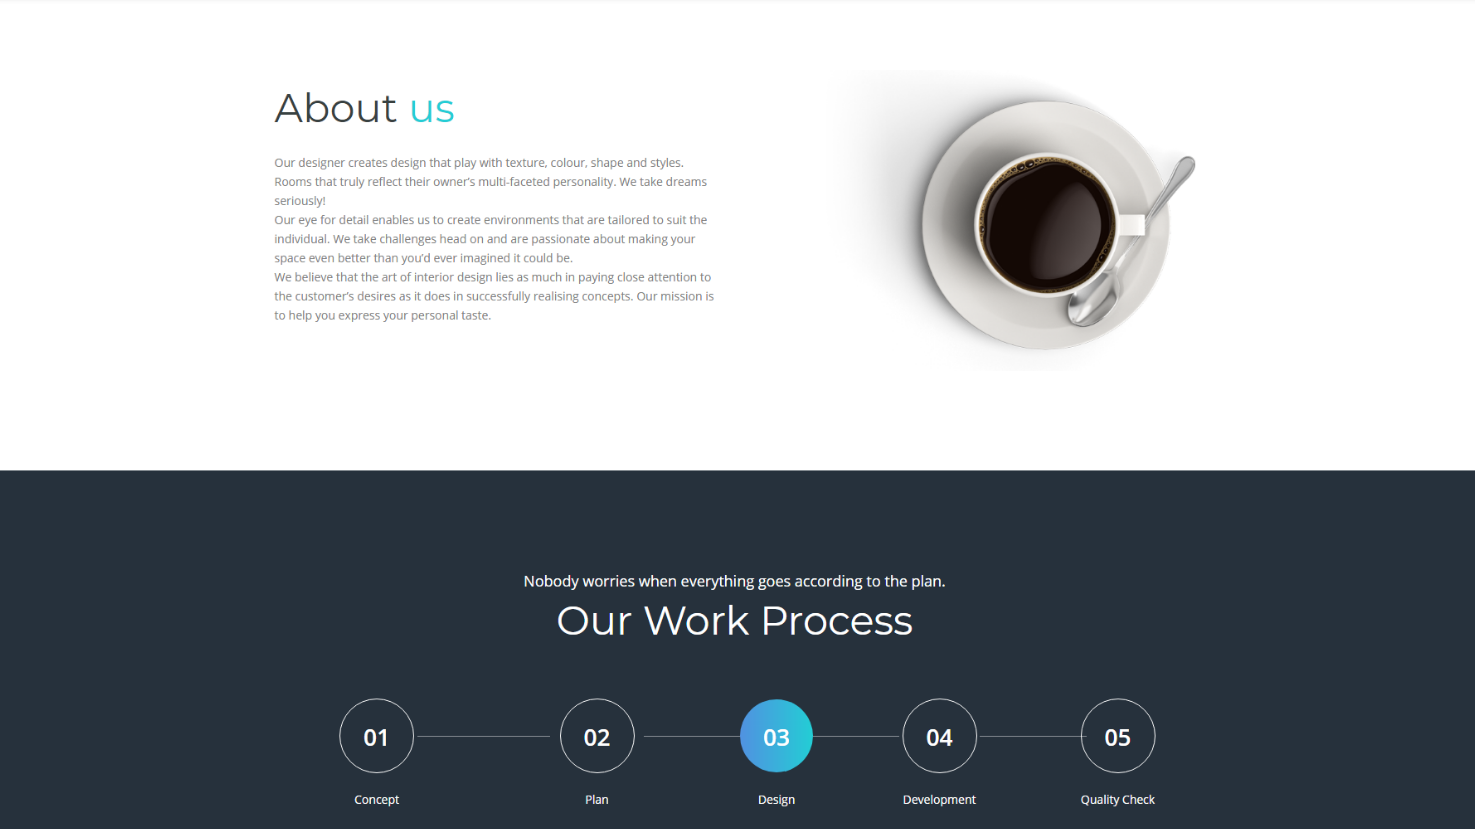 About us
Our designer creates design that play with texture, colour, shape and styles.
Rooms that truly reflect their owner’s multi-faceted personality. We take dreams
seriously!
Our eye for detail enables us to create environments that are tailored to suit the
individual. We take challenges head on and are passionate about making your
space even better than you’d ever imagined it could be.
We believe that the art of interior design lies as much in paying close attention to
the customer’s desires as it does in successfully realising concepts. Our mission is
to help you express your personal taste.
Nobody worries when everything goes according to the plan.
Our Work Process
01
02
03
04
05
Concept
Plan
Design
Development
Quality Check